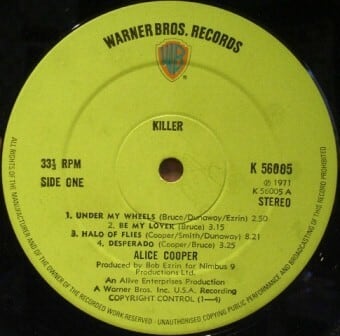 WARNER BROS. RECORDS
WB
KILLER
33⅓ RPM
SIDE ONE
K 56005
℗ 1971
K 56005 A
STEREO
1. UNDER MY WHEELS (Bruce/Dunaway/Ezrin) 2.50
2. BE MY LOVER (Bruce) 3.15
3. HALO OF FLIES (Cooper/Smith/Dunaway) 8.21
4. DESPERADO (Cooper/Bruce) 3.25
ALICE COOPER
Produced by Bob Ezrin for Nimbus 9
Productions Ltd.
An Alive Enterprises Production
A Warner Bros. Inc. U.S.A. Recording
COPYRIGHT CONTROL (1—4)
ALL RIGHTS OF THE MANUFACTURER AND OF THE OWNER OF THE RECORDED WORK RESERVED · UNAUTHORISED COPYING PUBLIC PERFORMANCE AND BROADCASTING OF THIS RECORD PROHIBITED